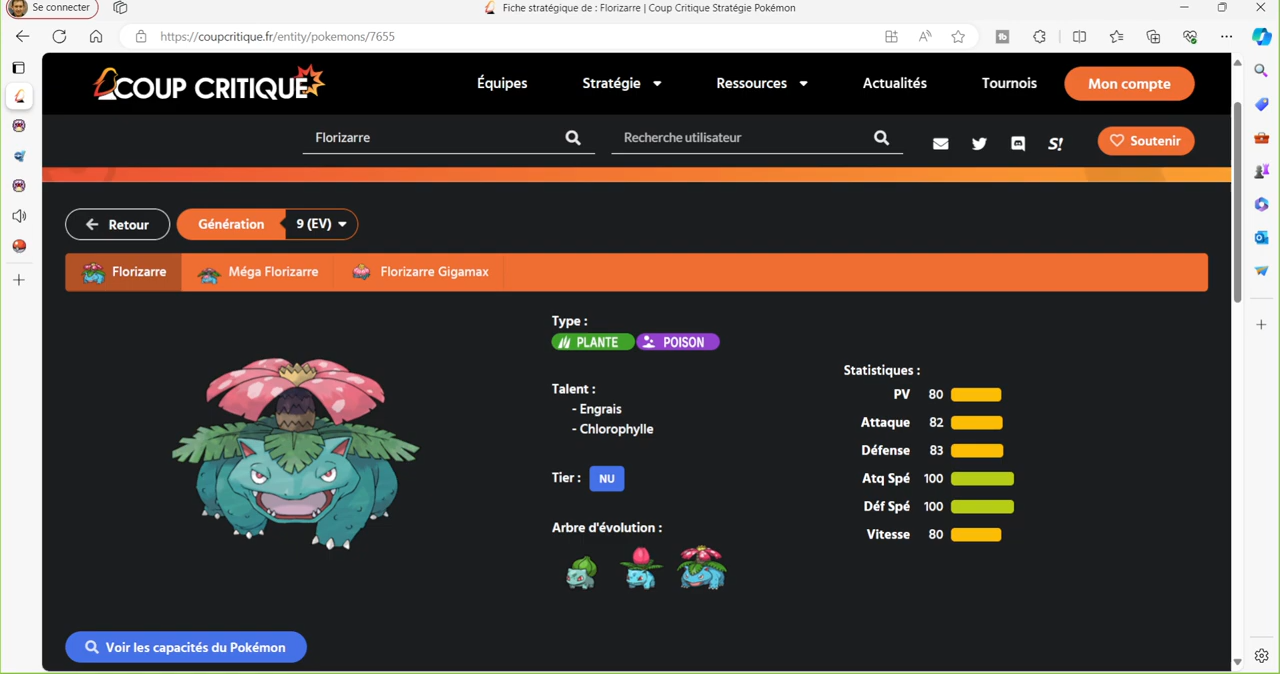 Se connecter
Fiche stratégique de : Florizarre | Coup Critique Stratégie Pokémon
https://coupcritique.fr/entity/pokemons/7655
COUP CRITIQUE
Équipes
Stratégie
Ressources
Actualités
Tournois
Mon compte
Florizarre
Recherche utilisateur
S!
Soutenir
Retour
Génération
9 (EV)
Florizarre
Méga Florizarre
Florizarre Gigamax
Type :
PLANTE
POISON
Talent :
- Engrais
- Chlorophylle
Tier :
NU
Arbre d'évolution :
Statistiques :
PV 80
Attaque 82
Défense 83
Atq Spé 100
Déf Spé 100
Vitesse 80
Voir les capacités du Pokémon